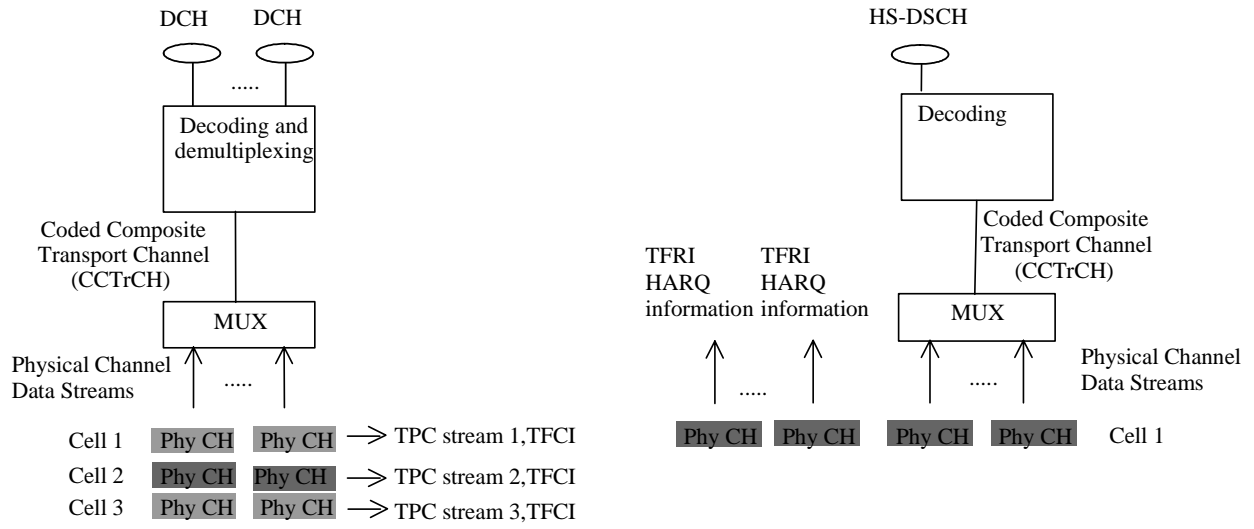 DCH DCH
.....
Decoding and
demultiplexing
Coded Composite
Transport Channel
(CCTrCH)
MUX
Physical Channel
Data Streams
.....
Cell 1 Phy CH Phy CH TPC stream 1,TFCI
Cell 2 Phy CH Phy CH TPC stream 2,TFCI
Cell 3 Phy CH Phy CH TPC stream 3,TFCI
HS-DSCH
Decoding
Coded Composite
Transport Channel
(CCTrCH)
TFRI
HARQ
information
TFRI
HARQ
information
MUX
Physical Channel
Data Streams
.....
.....
Phy CH Phy CH Phy CH Phy CH Cell 1